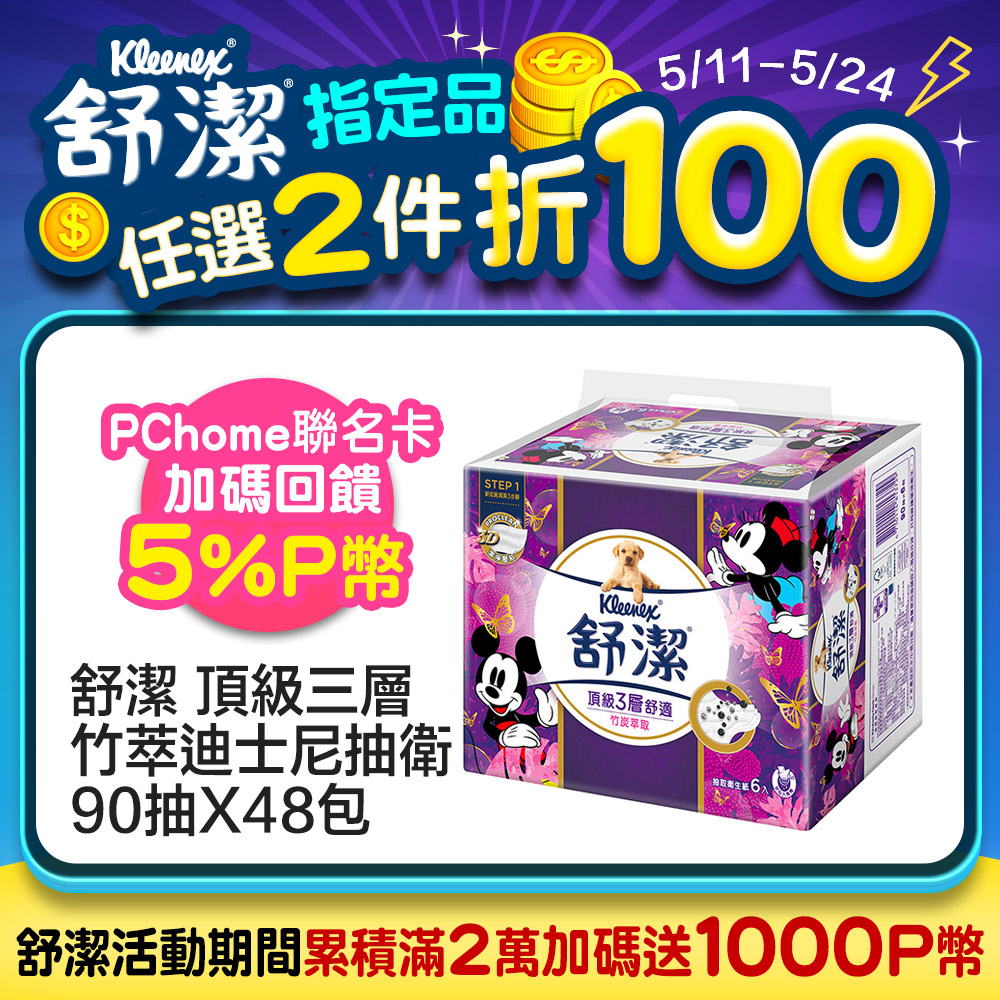 Kleenex®
舒潔® 指定品
5/11-5/24
任選2件折100
PChome聯名卡
加碼回饋
5%P幣
舒潔 頂級三層
竹萃迪士尼抽衛
90抽X48包
STEP 1
3D
Kleenex®
舒潔®
頂級3層舒適
竹炭萃取
抽取衛生紙6入
舒潔
舒潔
舒潔活動期間累積滿2萬加碼送1000P幣